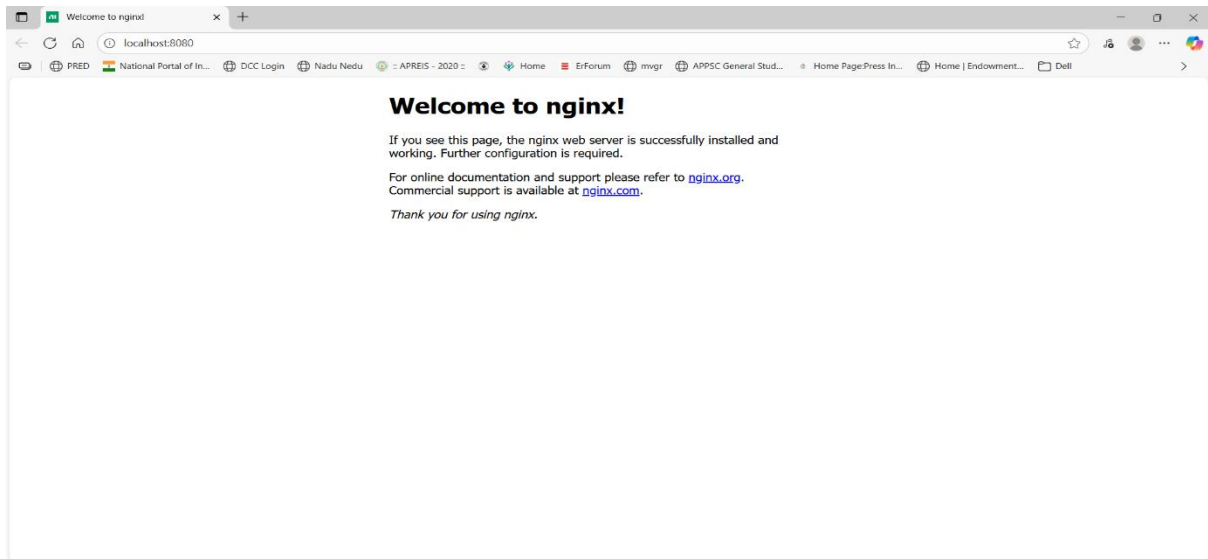 Welcome to nginx!
localhost:8080
PRED National Portal of In... DCC Login Nadu Nedu :: APREIS - 2020 :: Home ErForum mvgr APPSC General Stud... Home Page:Press In... Home | Endowment... Dell
Welcome to nginx!
If you see this page, the nginx web server is successfully installed and
working. Further configuration is required.
For online documentation and support please refer to nginx.org.
Commercial support is available at nginx.com.
Thank you for using nginx.